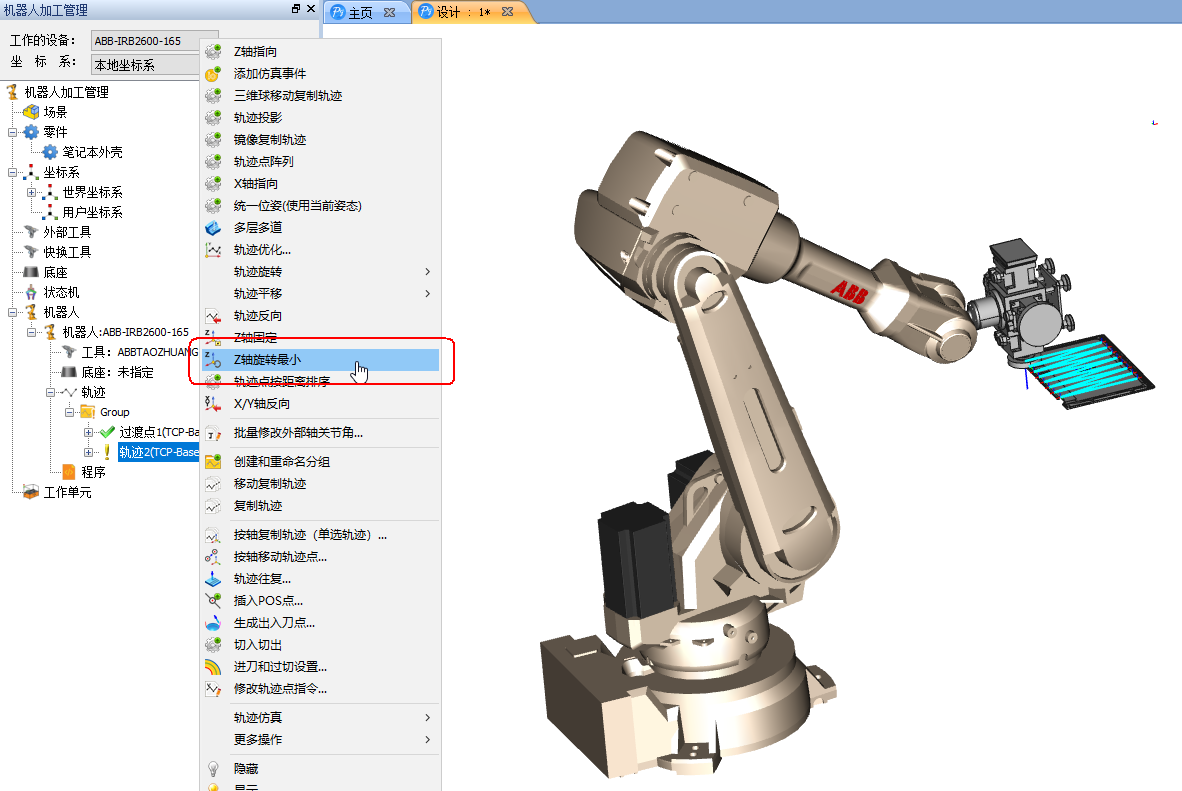 机器人加工管理
主页
设计 : 1*
工作的设备: ABB-IRB2600-165
坐 标 系: 本地坐标系
机器人加工管理
场景
零件
笔记本外壳
坐标系
世界坐标系
用户坐标系
外部工具
快换工具
底座
状态机
机器人
机器人:ABB-IRB2600-165
工具: ABBTAOZHUANG
底座: 未指定
轨迹
Group
过渡点1(TCP-Ba
轨迹2(TCP-Base
程序
工作单元
Z轴指向
添加仿真事件
三维球移动复制轨迹
轨迹投影
镜像复制轨迹
轨迹点阵列
X轴指向
统一位姿(使用当前姿态)
多层多道
轨迹优化...
轨迹旋转
轨迹平移
轨迹反向
Z轴固定
Z轴旋转最小
轨迹点按距离排序
X/Y轴反向
批量修改外部轴关节角...
创建和重命名分组
移动复制轨迹
复制轨迹
按轴复制轨迹（单选轨迹）...
按轴移动轨迹点...
轨迹往复...
插入POS点...
生成出入刀点...
切入切出
进刀和过切设置...
修改轨迹点指令...
轨迹仿真
更多操作
隐藏
显示
ABB